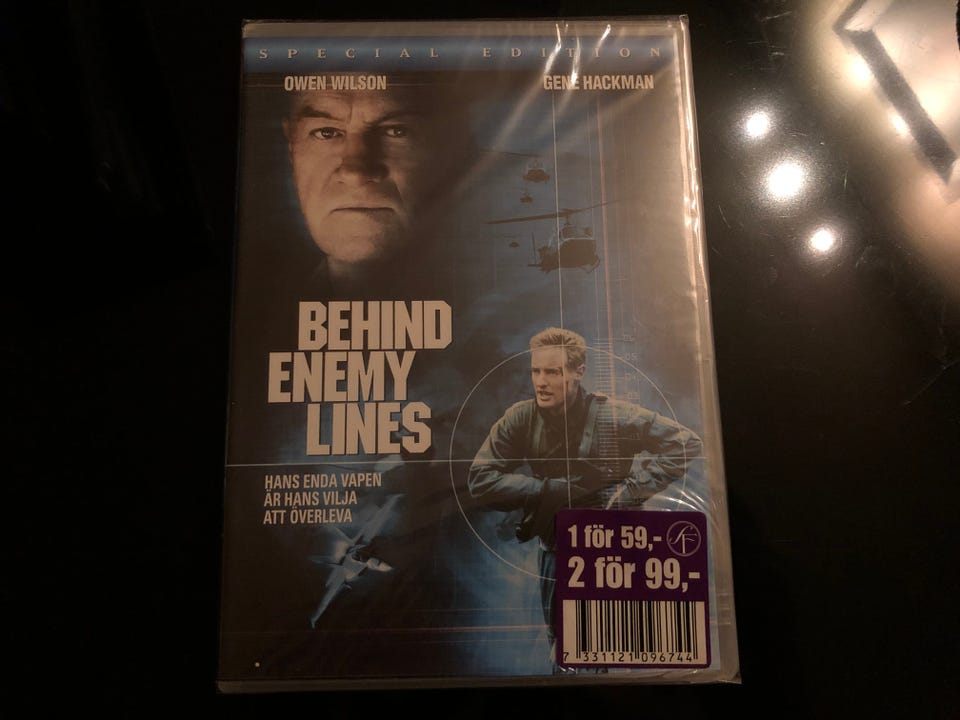 SPECIAL EDITION
OWEN WILSON
GENE HACKMAN
BEHIND
ENEMY
LINES
HANS ENDA VAPEN
ÄR HANS VILJA
ATT ÖVERLEVA
1 för 59,- SF
2 för 99,-
7 331121 096744